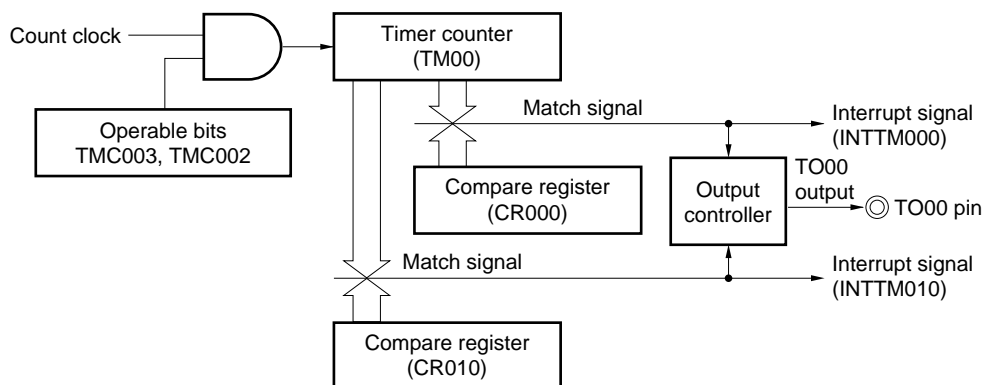 Count clock
Timer counter
(TM00)
Operable bits
TMC003, TMC002
Match signal
Interrupt signal
(INTTM000)
Compare register
(CR000)
Output
controller
TO00
output
TO00 pin
Match signal
Interrupt signal
(INTTM010)
Compare register
(CR010)